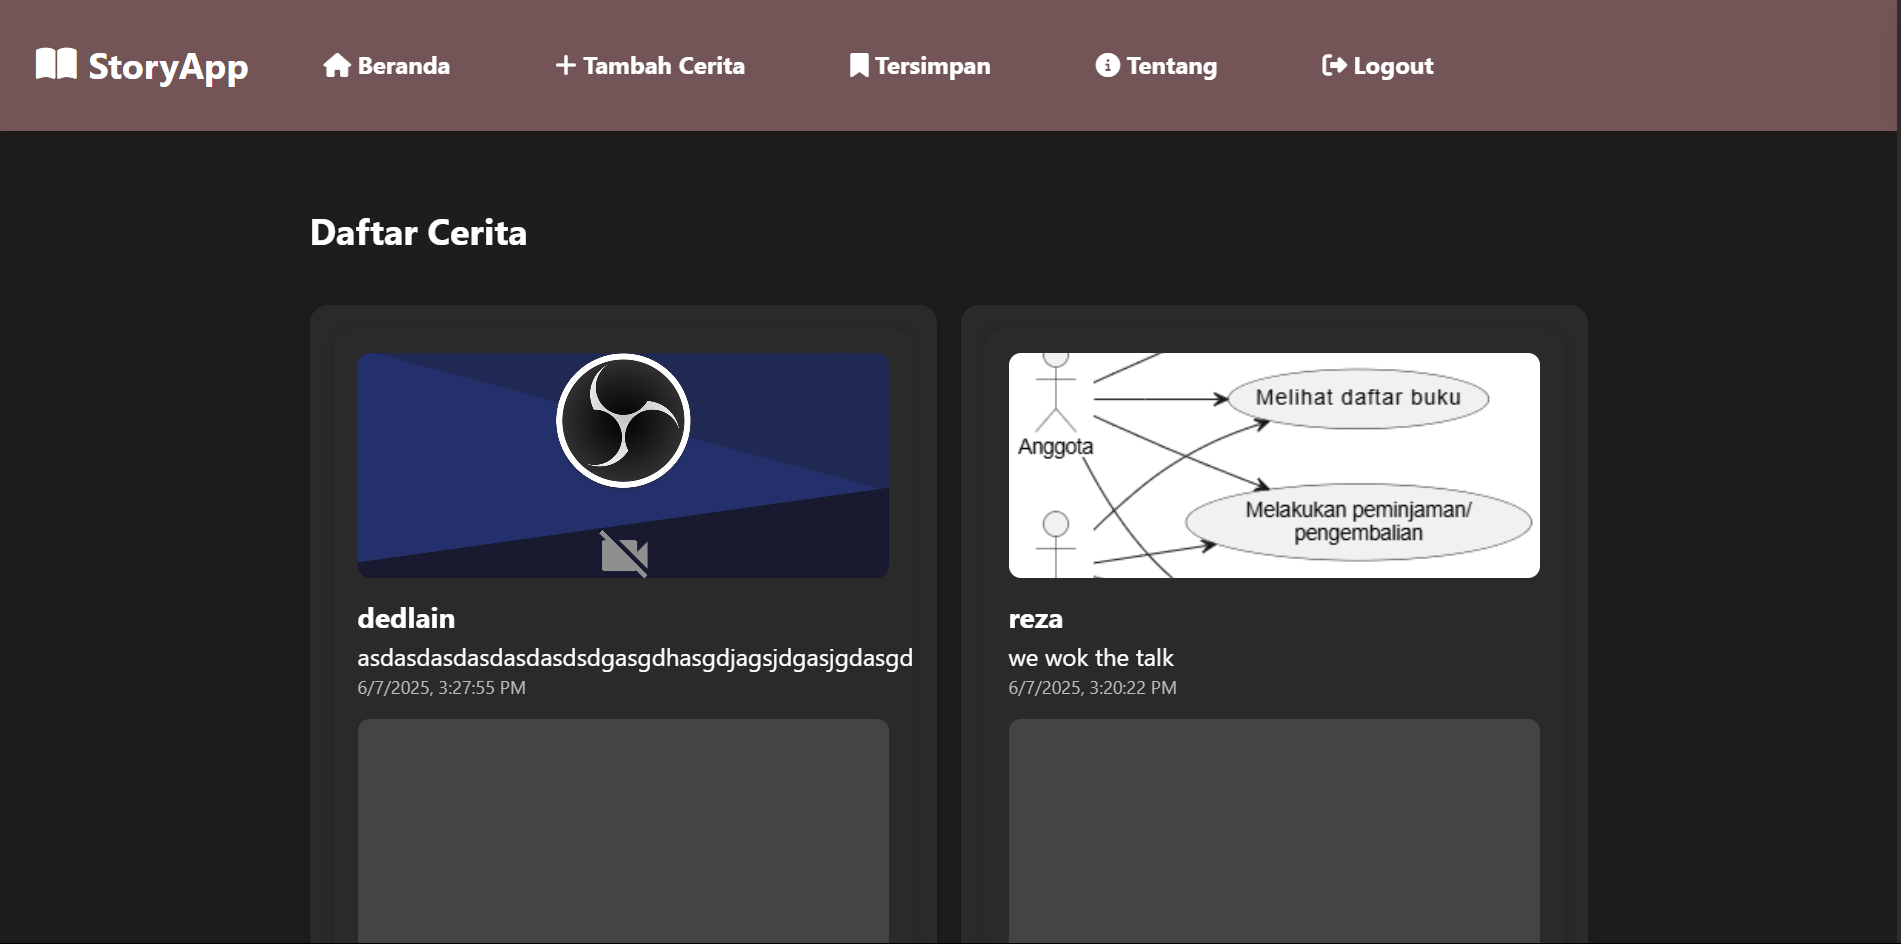 StoryApp
Beranda
Tambah Cerita
Tersimpan
Tentang
Logout
Daftar Cerita
dedlain
asdasdasdasdasdasdsdgasgdhasgdjagsjdgasjgdasgd
6/7/2025, 3:27:55 PM
Melihat daftar buku
Anggota
Melakukan peminjaman/
pengembalian
reza
we wok the talk
6/7/2025, 3:20:22 PM